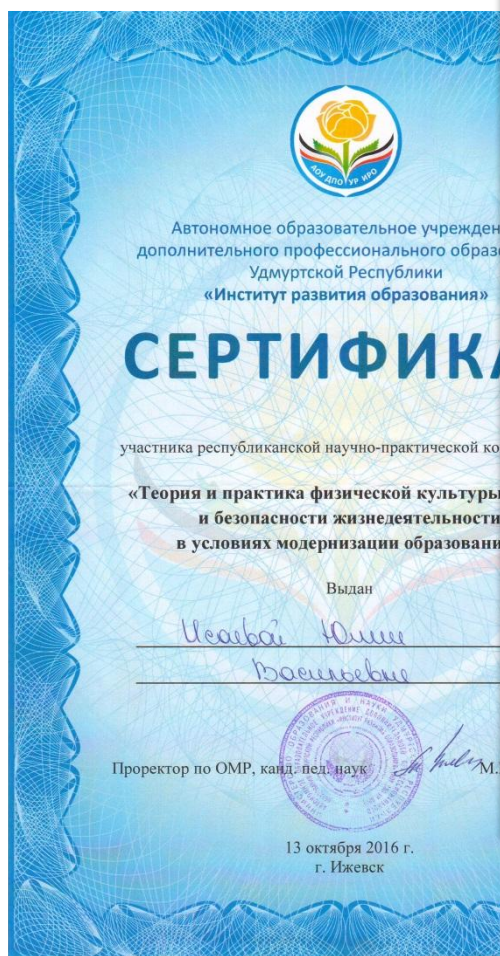 АОУ ДПО УР ИРО
Автономное образовательное учрежден
дополнительного профессионального образо
Удмуртской Республики
«Институт развития образования»
СЕРТИФИКА
участника республиканской научно-практической ко
«Теория и практика физической культуры
и безопасности жизнедеятельности
в условиях модернизации образовани
Выдан
Исаевой Юлии
Васильевне
Проректор по ОМР, канд. пед. наук М.
13 октября 2016 г.
г. Ижевск